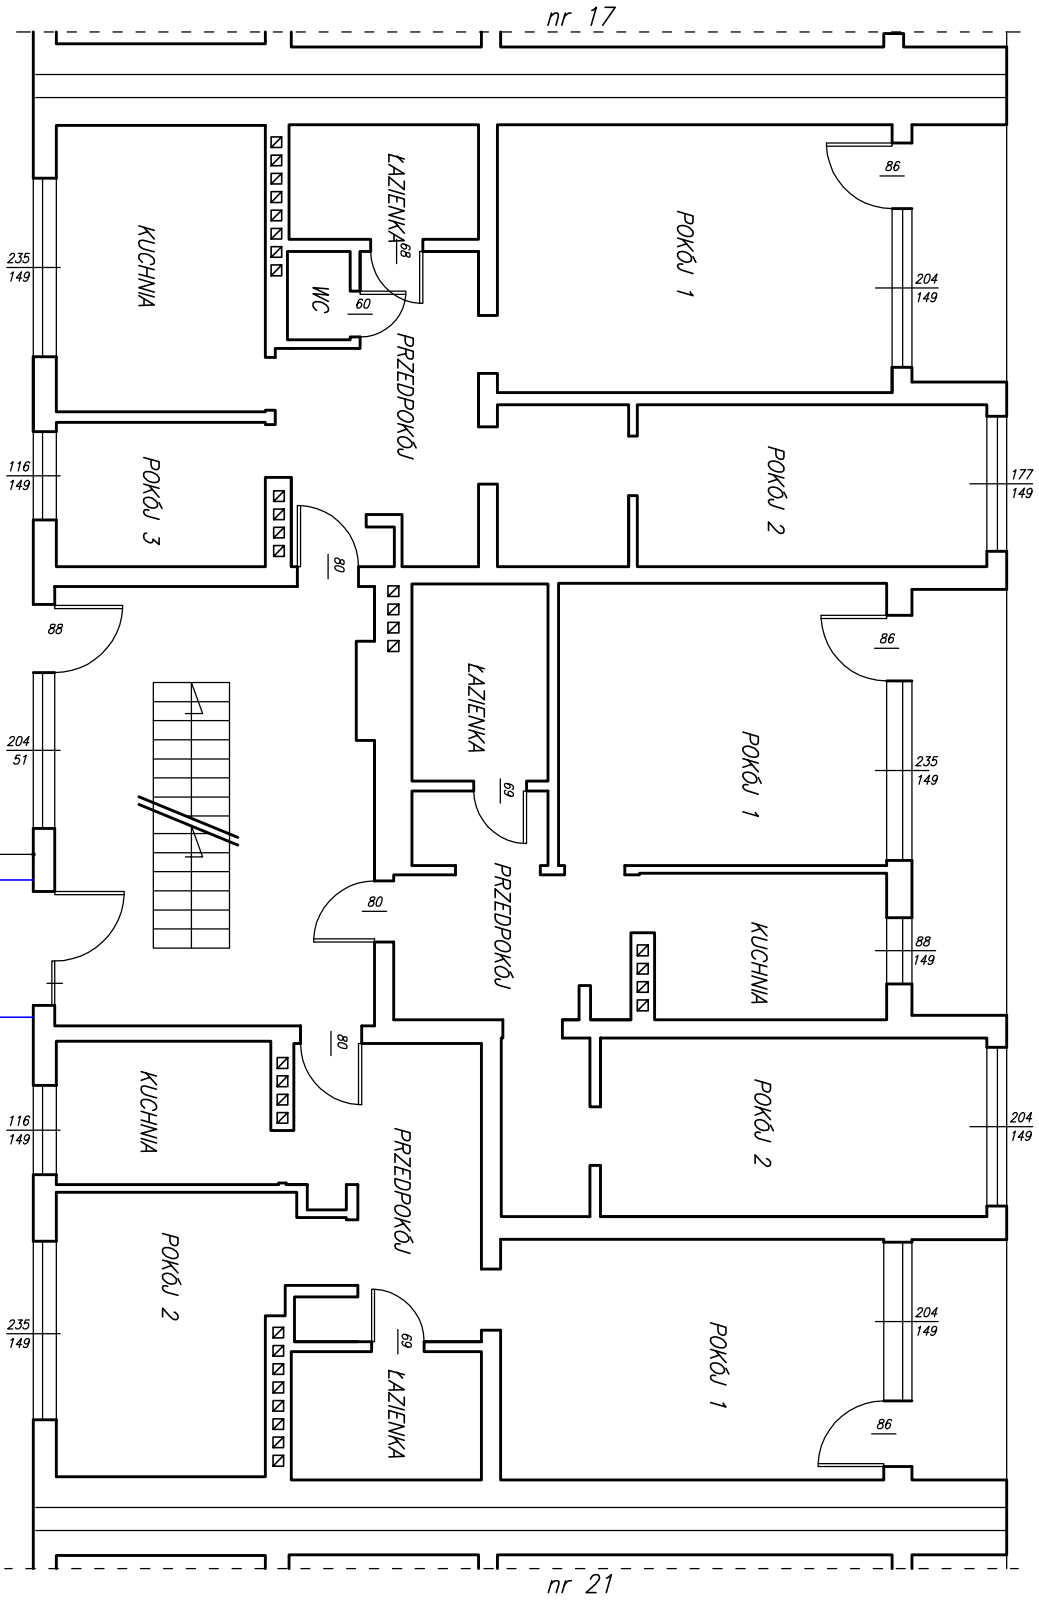 nr 17
ŁAZIENKA
86
POKÓJ 1
KUCHNIA
68
235
149
WC
60
204
149
PRZEDPOKÓJ
116
149
POKÓJ 3
POKÓJ 2
177
149
80
88
86
ŁAZIENKA
204
51
POKÓJ 1
235
149
69
80
PRZEDPOKÓJ
KUCHNIA
88
149
80
KUCHNIA
116
149
PRZEDPOKÓJ
POKÓJ 2
204
149
POKÓJ 2
235
149
69
POKÓJ 1
204
149
ŁAZIENKA
86
nr 21